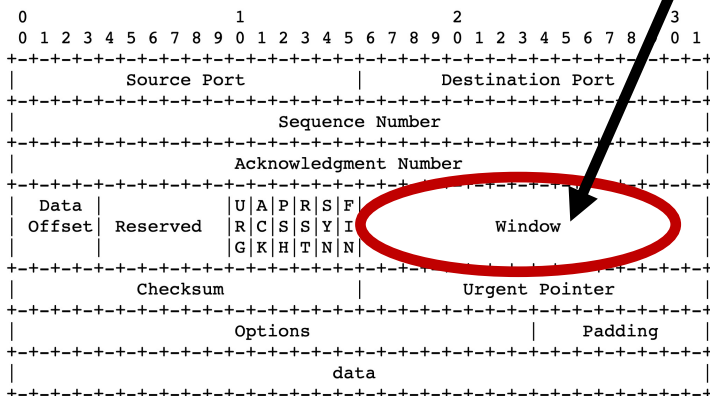 0                   1                   2                   3
 0 1 2 3 4 5 6 7 8 9 0 1 2 3 4 5 6 7 8 9 0 1 2 3 4 5 6 7 8   0 1
+-+-+-+-+-+-+-+-+-+-+-+-+-+-+-+-+-+-+-+-+-+-+-+-+-+-+-+-+-+-+-+-+
|          Source Port          |       Destination Port        |
+-+-+-+-+-+-+-+-+-+-+-+-+-+-+-+-+-+-+-+-+-+-+-+-+-+-+-+-+-+-+-+-+
|                        Sequence Number                        |
+-+-+-+-+-+-+-+-+-+-+-+-+-+-+-+-+-+-+-+-+-+-+-+-+-+-+-+-+-+-+-+-+
|                    Acknowledgment Number                      |
+-+-+-+-+-+-+-+-+-+-+-+-+-+-+-+-+-+-+-+-+-+-+-+-+-+-+-+-+-+-+-+-+
|  Data |           |U|A|P|R|S|F|                               |
| Offset| Reserved  |R|C|S|S|Y|I|            Window             |
|       |           |G|K|H|T|N|N|                               |
+-+-+-+-+-+-+-+-+-+-+-+-+-+-+-+-+-+-+-+-+-+-+-+-+-+-+-+-+-+-+-+-+
|           Checksum            |         Urgent Pointer        |
+-+-+-+-+-+-+-+-+-+-+-+-+-+-+-+-+-+-+-+-+-+-+-+-+-+-+-+-+-+-+-+-+
|                    Options                    |    Padding    |
+-+-+-+-+-+-+-+-+-+-+-+-+-+-+-+-+-+-+-+-+-+-+-+-+-+-+-+-+-+-+-+-+
|                             data                              |
+-+-+-+-+-+-+-+-+-+-+-+-+-+-+-+-+-+-+-+-+-+-+-+-+-+-+-+-+-+-+-+-+